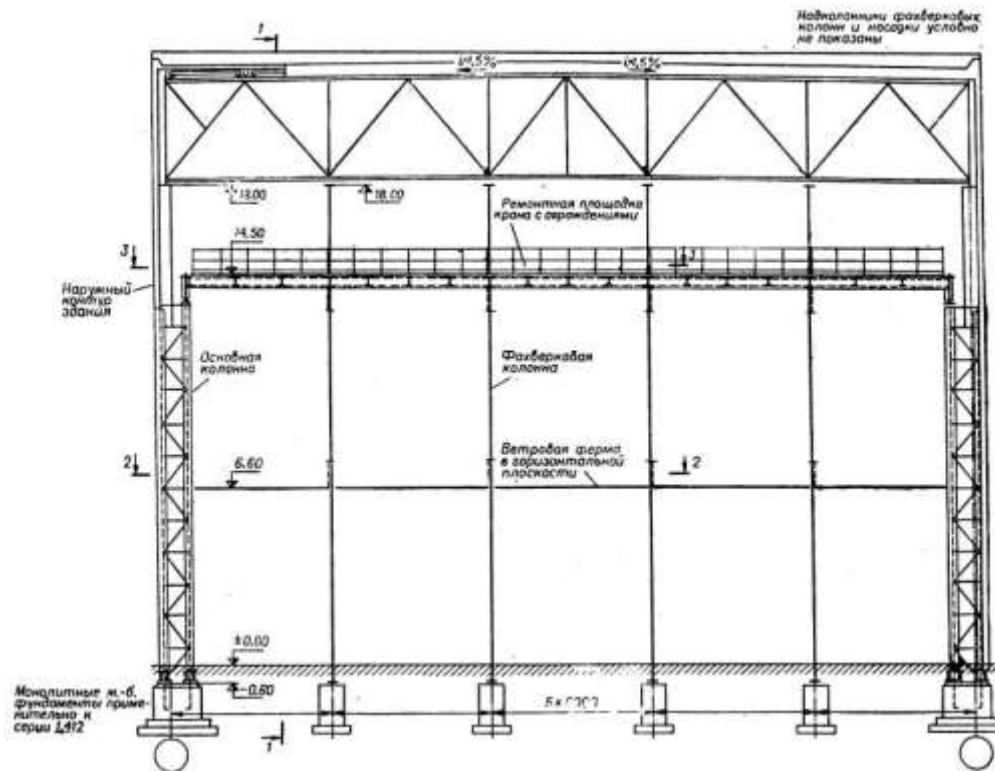 Надколонники фахверковых
колонн и насадки условно
не показаны
1
i=1,5%
i=1,5%
18.00
18.00
Ремонтная площадка
крана с ограждениями
14.50
3
3
Наружный
контур
здания
Основная
колонна
Фахверковая
колонна
Ветровая ферма
в горизонтальной
плоскости
2
6.60
2
±0.00
-0.60
Монолитные ж.-б.
фундаменты приме-
нительно к
серии 1.412
1